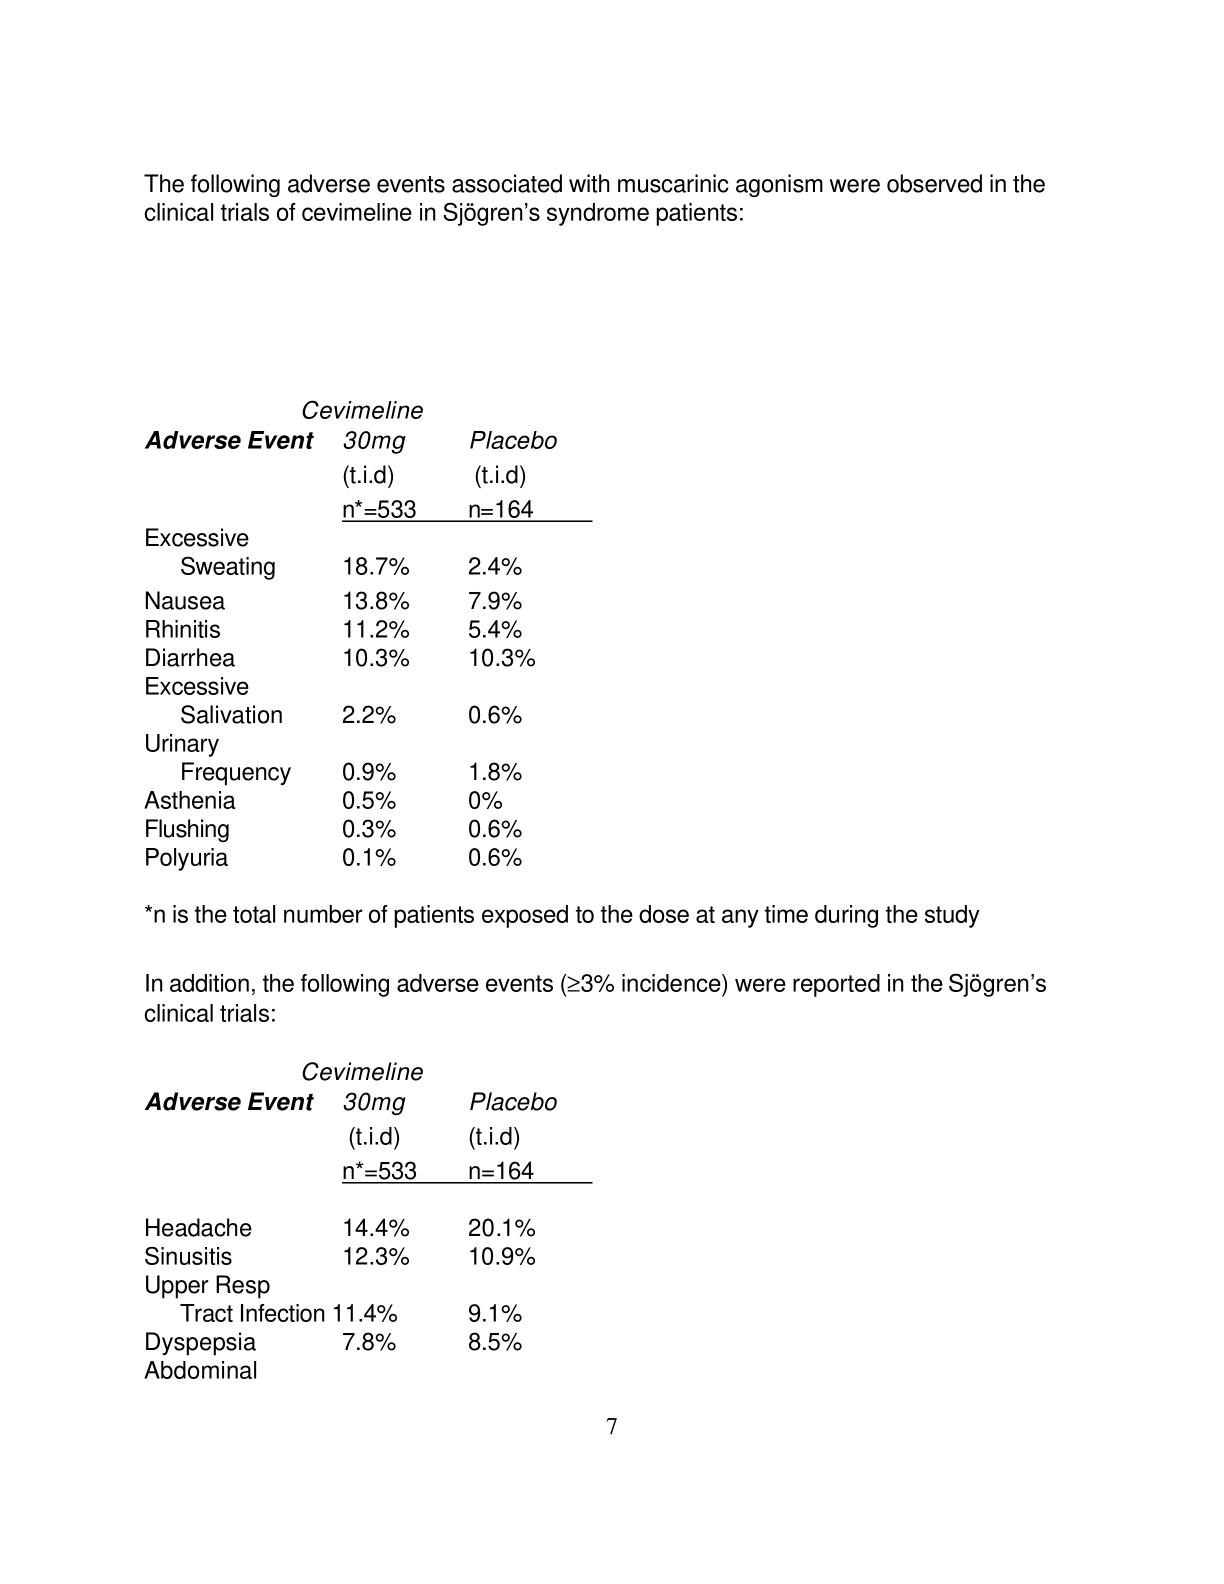 The following adverse events associated with muscarinic agonism were observed in the
clinical trials of cevimeline in Sjögren’s syndrome patients:
Cevimeline
Adverse Event 30mg Placebo
(t.i.d) (t.i.d)
n*=533 n=164
Excessive
Sweating 18.7% 2.4%
Nausea 13.8% 7.9%
Rhinitis 11.2% 5.4%
Diarrhea 10.3% 10.3%
Excessive
Salivation 2.2% 0.6%
Urinary
Frequency 0.9% 1.8%
Asthenia 0.5% 0%
Flushing 0.3% 0.6%
Polyuria 0.1% 0.6%
*n is the total number of patients exposed to the dose at any time during the study
In addition, the following adverse events (≥3% incidence) were reported in the Sjögren’s
clinical trials:
Cevimeline
Adverse Event 30mg Placebo
(t.i.d) (t.i.d)
n*=533 n=164
Headache 14.4% 20.1%
Sinusitis 12.3% 10.9%
Upper Resp
Tract Infection 11.4% 9.1%
Dyspepsia 7.8% 8.5%
Abdominal
7